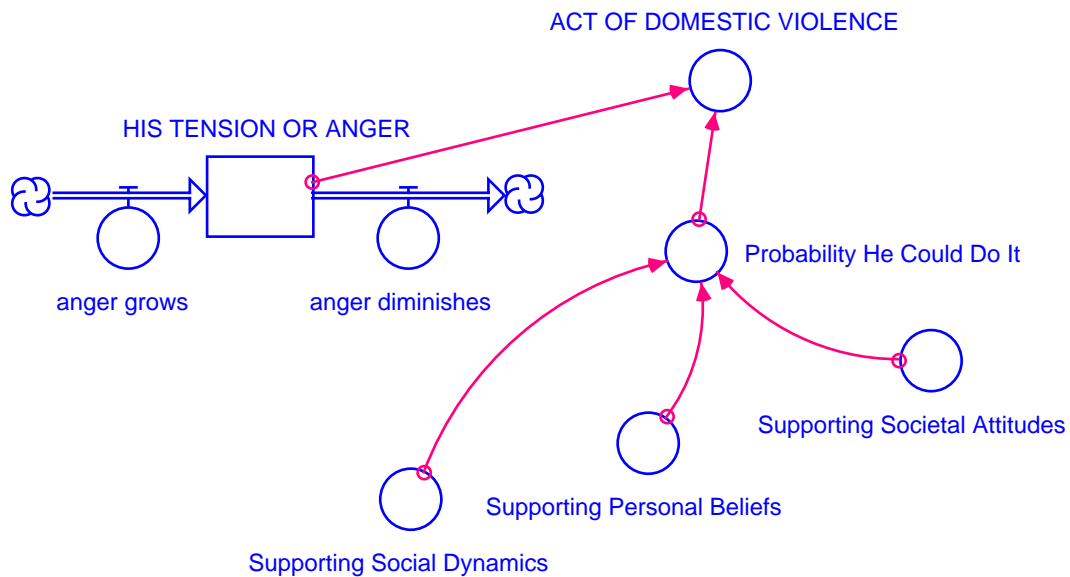 ACT OF DOMESTIC VIOLENCE
HIS TENSION OR ANGER
Probability He Could Do It
anger grows
anger diminishes
Supporting Societal Attitudes
Supporting Personal Beliefs
Supporting Social Dynamics